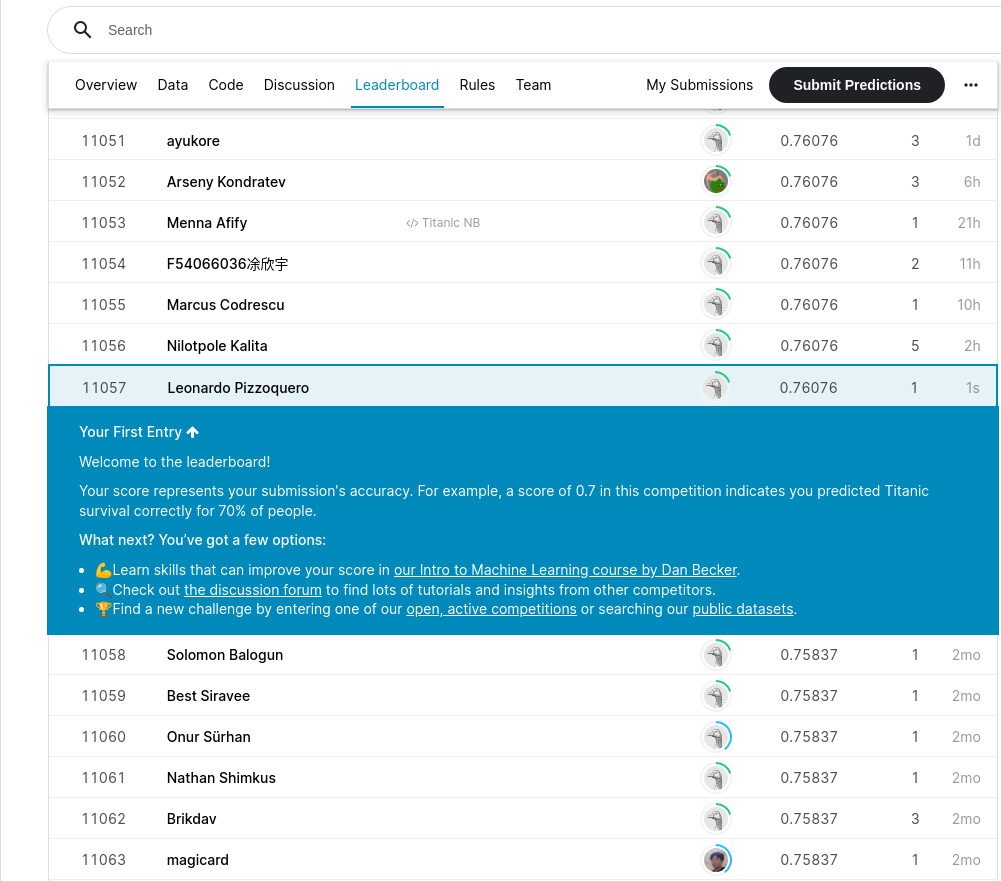 Search
Overview Data Code Discussion Leaderboard Rules Team My Submissions Submit Predictions
11051 ayukore 0.76076 3 1d
11052 Arseny Kondratev 0.76076 3 6h
11053 Menna Afify </> Titanic NB 0.76076 1 21h
11054 F54066036凃欣宇 0.76076 2 11h
11055 Marcus Codrescu 0.76076 1 10h
11056 Nilotpole Kalita 0.76076 5 2h
11057 Leonardo Pizzoquero 0.76076 1 1s
Your First Entry
Welcome to the leaderboard!
Your score represents your submission's accuracy. For example, a score of 0.7 in this competition indicates you predicted Titanic
survival correctly for 70% of people.
What next? You've got a few options:
• 💪Learn skills that can improve your score in our Intro to Machine Learning course by Dan Becker.
• 🔍Check out the discussion forum to find lots of tutorials and insights from other competitors.
• 🏆Find a new challenge by entering one of our open, active competitions or searching our public datasets.
11058 Solomon Balogun 0.75837 1 2mo
11059 Best Siravee 0.75837 1 2mo
11060 Onur Sürhan 0.75837 1 2mo
11061 Nathan Shimkus 0.75837 1 2mo
11062 Brikdav 0.75837 3 2mo
11063 magicard 0.75837 1 2mo